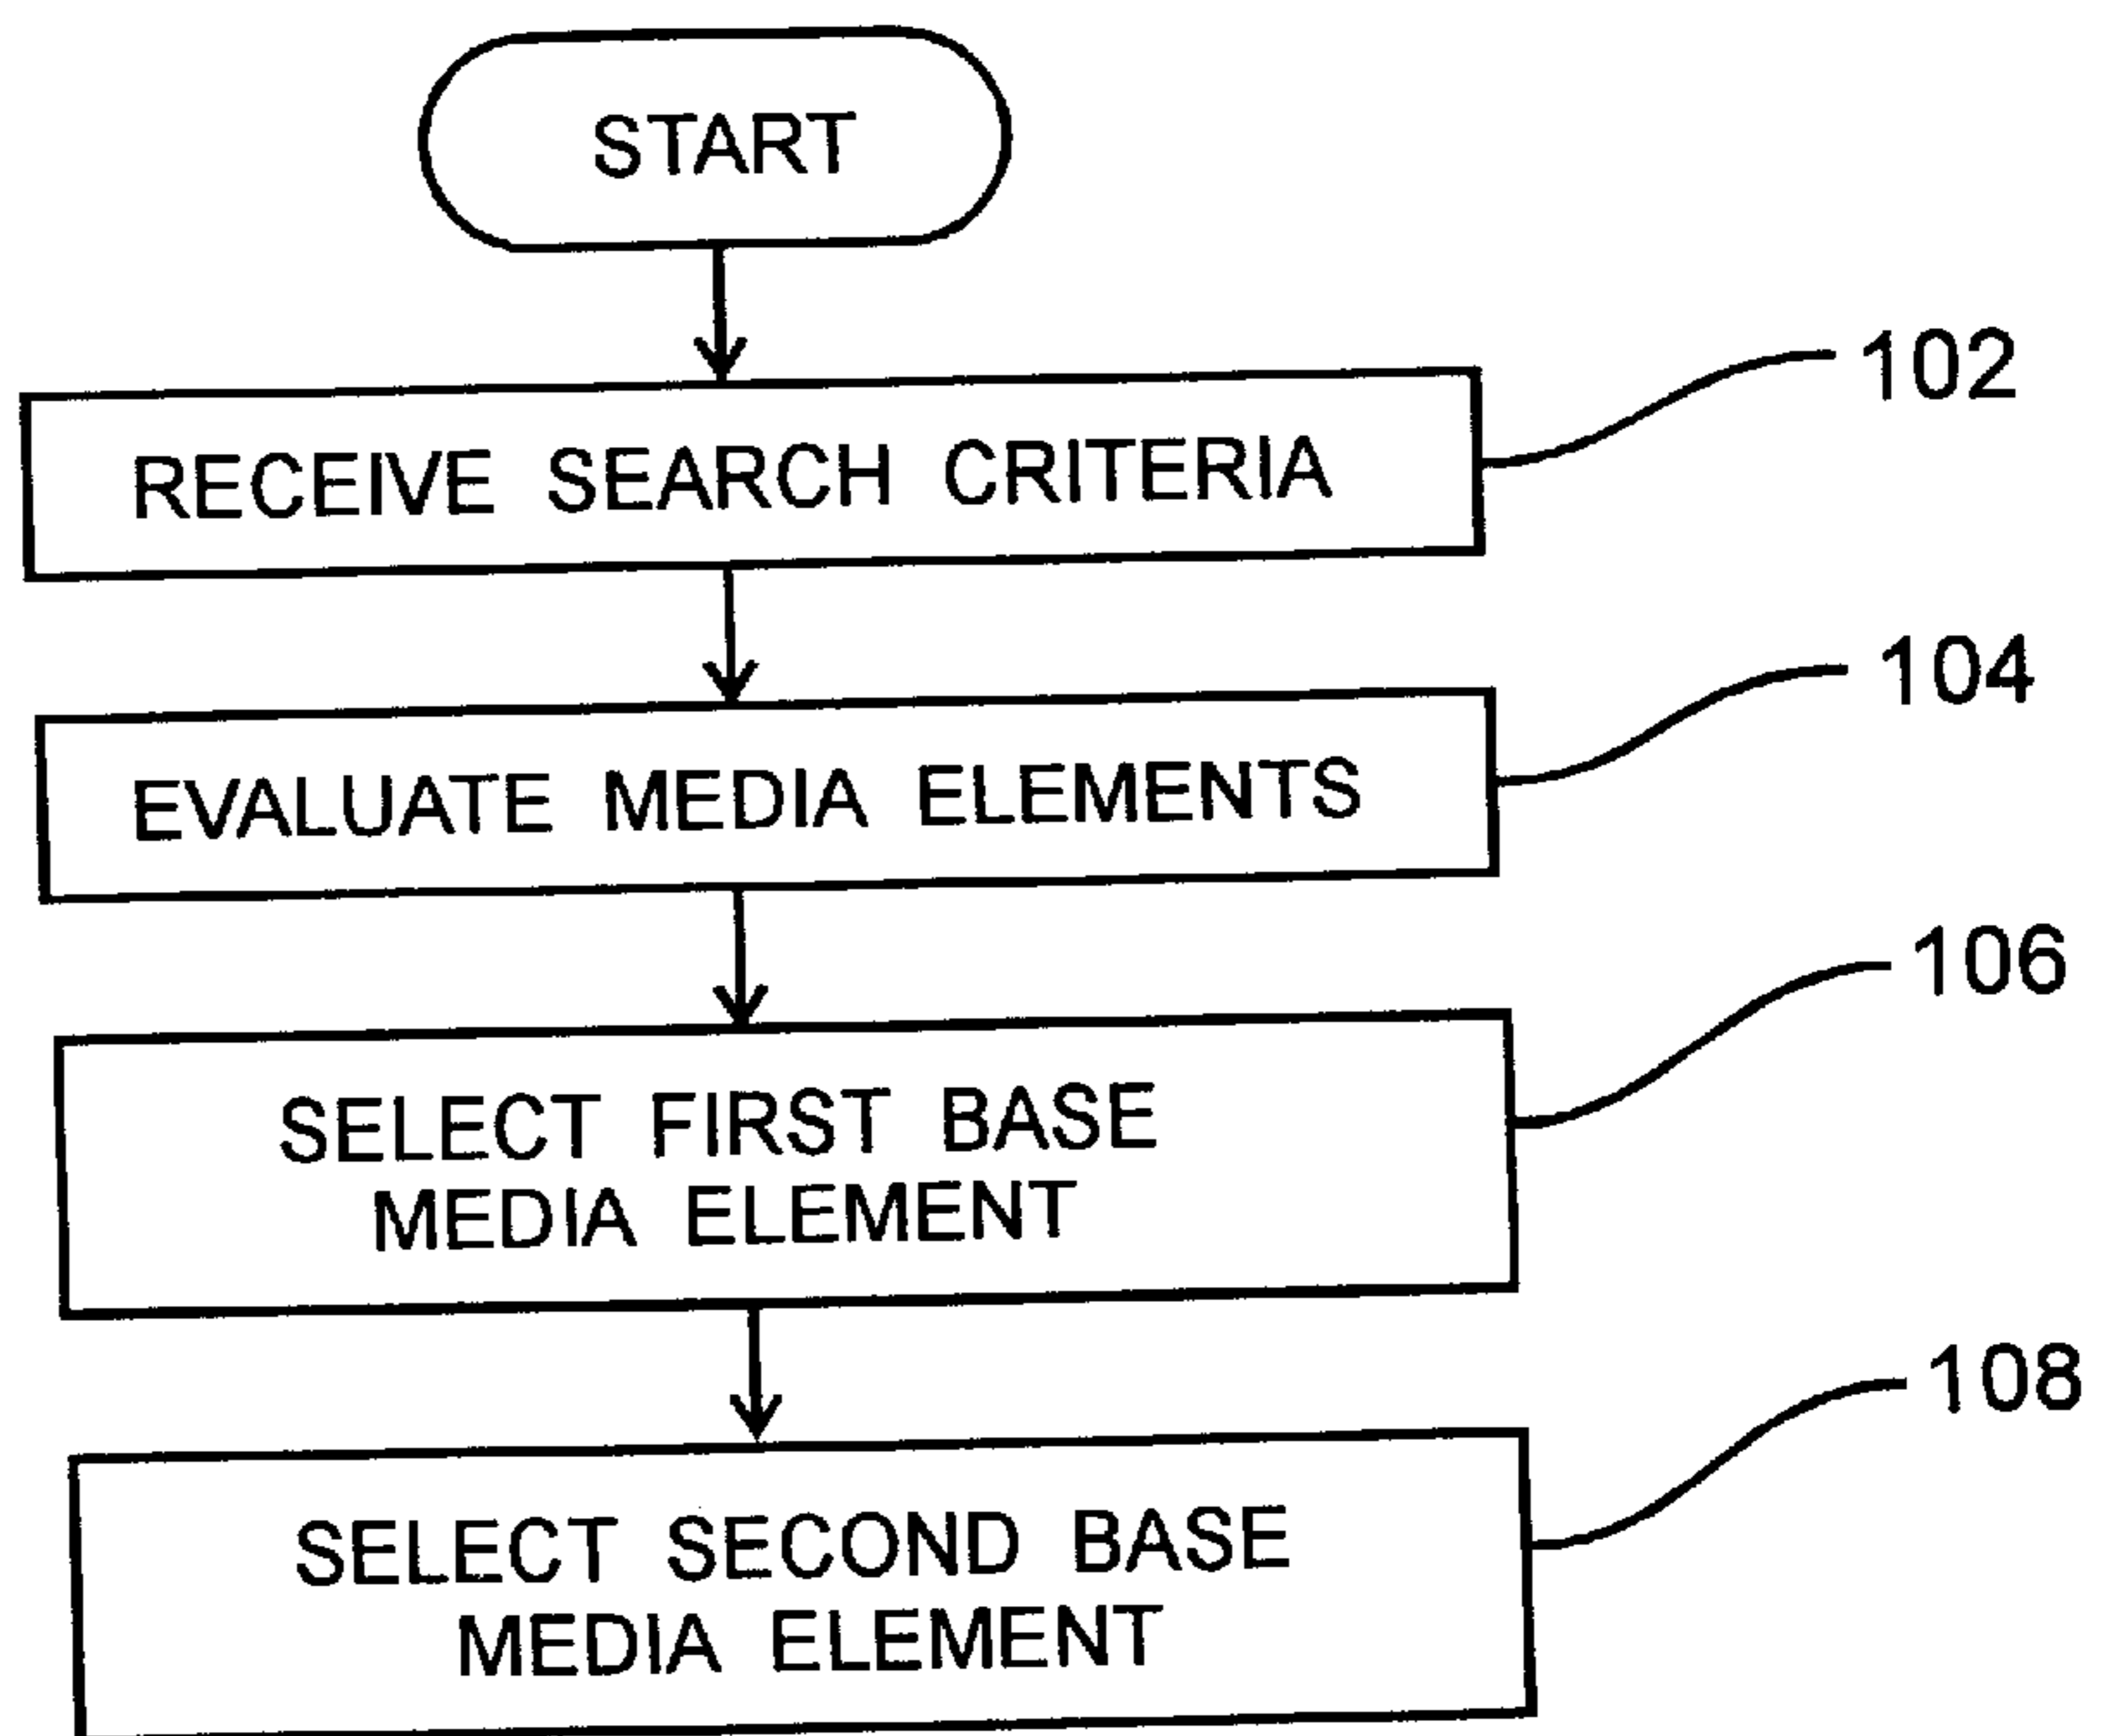 START
RECEIVE SEARCH CRITERIA
102
EVALUATE MEDIA ELEMENTS
104
SELECT FIRST BASE
MEDIA ELEMENT
106
SELECT SECOND BASE
MEDIA ELEMENT
108